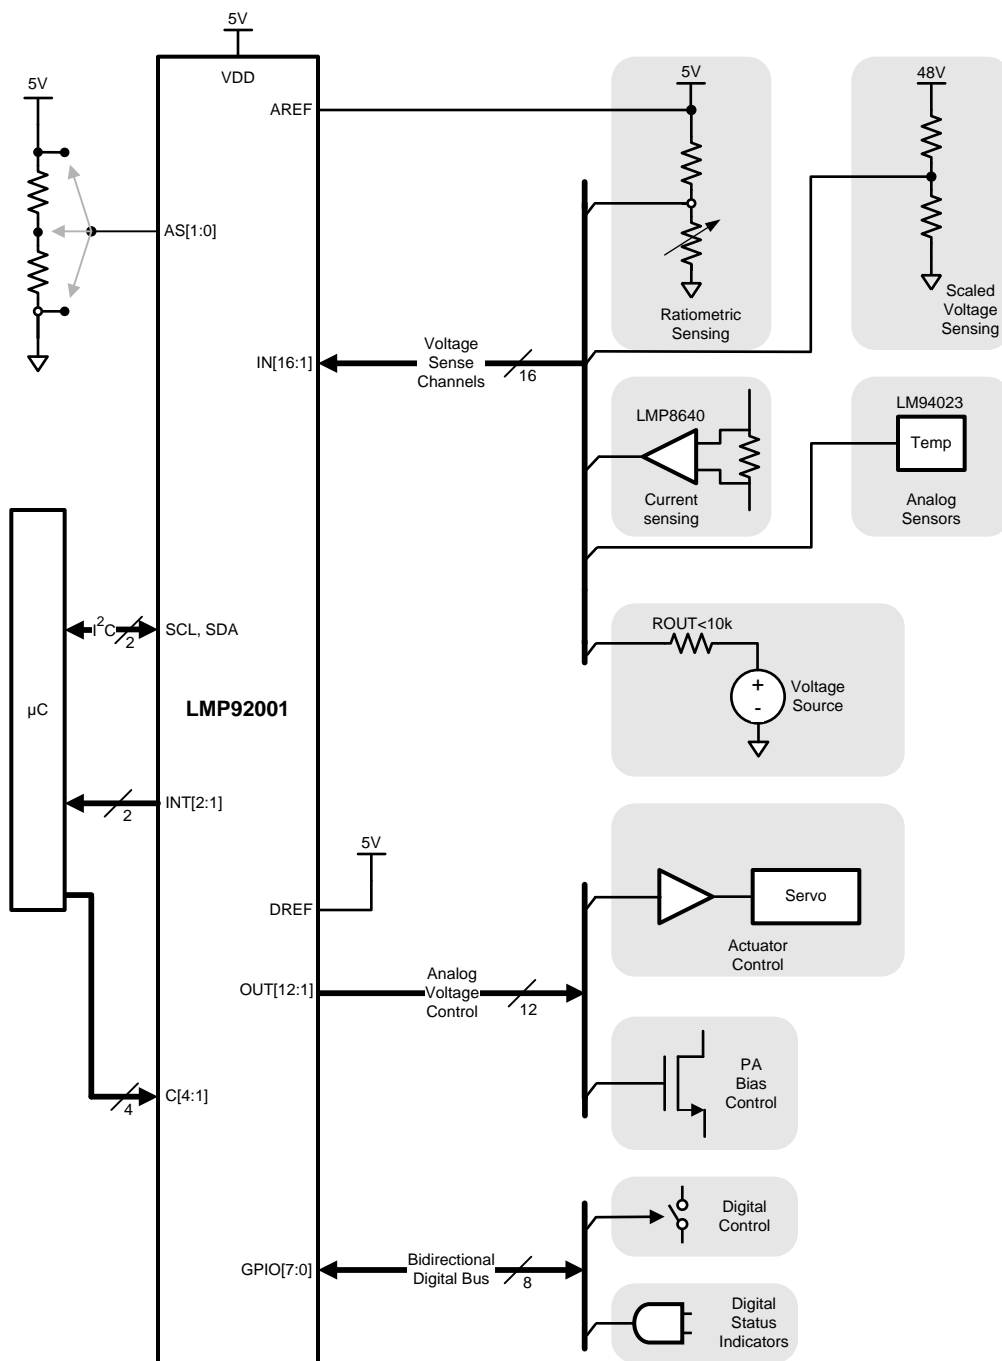 5V
VDD
5V
AREF
AS[1:0]
5V
Ratiometric
Sensing
48V
Scaled
Voltage
Sensing
IN[16:1]
Voltage
Sense
Channels
16
LMP8640
Current
sensing
LM94023
Temp
Analog
Sensors
µC
I2C
2
SCL, SDA
ROUT<10k
+
-
Voltage
Source
LMP92001
INT[2:1]
2
5V
DREF
Servo
Actuator
Control
OUT[12:1]
Analog
Voltage
Control
12
PA
Bias
Control
C[4:1]
4
Digital
Control
GPIO[7:0]
Bidirectional
Digital Bus
8
Digital
Status
Indicators